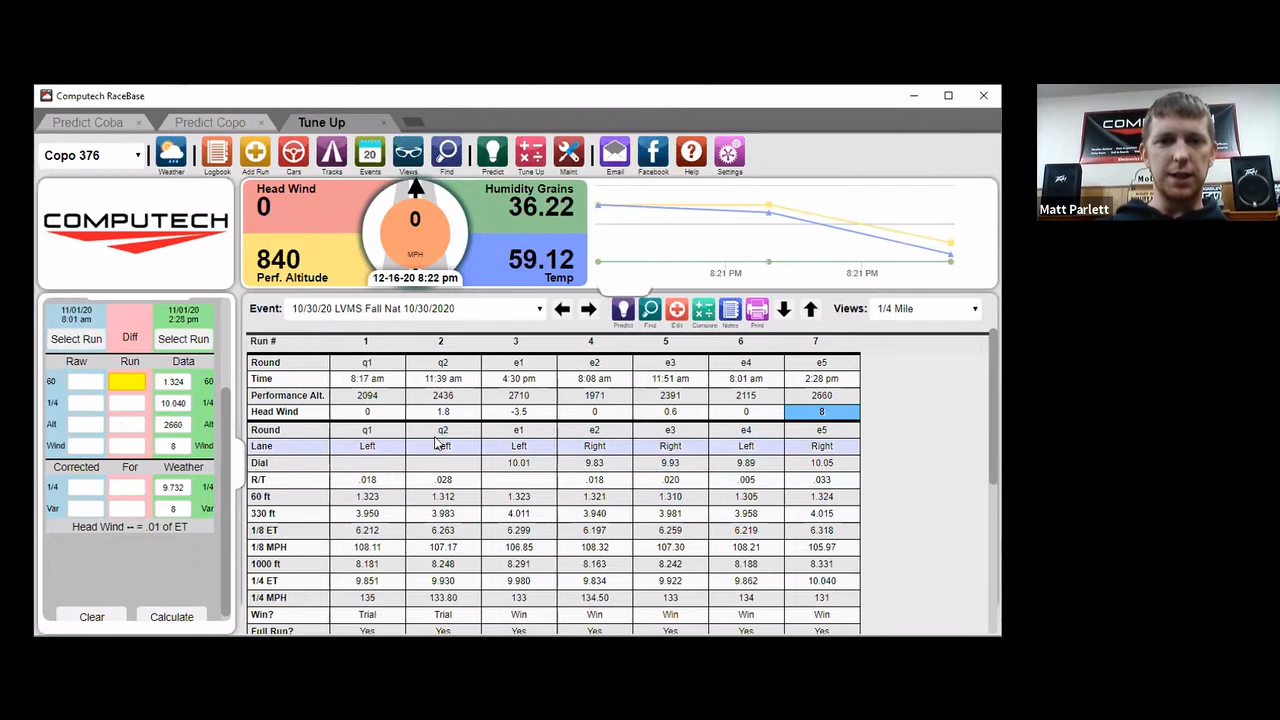 Computech RaceBase
Predict Coba × Predict Copo × Tune Up ×
Copo 376
Weather Logbook Add Run Cars Tracks 20 Events Views Find Predict Tune Up Maint Email Facebook Help Settings
COMPUTECH
Head Wind
0
840
Perf. Altitude
0
MPH
12-16-20 8:22 pm
Humidity Grains
36.22
59.12
Temp
8:21 PM 8:21 PM
Matt Parlett
PEAVEY
COM
11/01/20
8:01 am
Diff
11/01/20
2:28 pm
Select Run Select Run
Raw Run Data
60 1.324 60
1/4 10.040 1/4
Alt 2660 Alt
Wind 8 Wind
Corrected For Weather
1/4 9.732 1/4
Var 8 Var
Head Wind -- = .01 of ET
Clear Calculate
Event: 10/30/20 LVMS Fall Nat 10/30/2020 Predict Find Edit Compare Notes Print Views: 1/4 Mile
Run # 1 2 3 4 5 6 7
Round q1 q2 e1 e2 e3 e4 e5
Time 8:17 am 11:39 am 4:30 pm 8:08 am 11:51 am 8:01 am 2:28 pm
Performance Alt. 2094 2436 2710 1971 2391 2115 2660
Head Wind 0 1.8 -3.5 0 0.6 0 8
Round q1 q2 e1 e2 e3 e4 e5
Lane Left Left Left Right Right Left Right
Dial 10.01 9.83 9.93 9.89 10.05
R/T .018 .028 .018 .020 .005 .033
60 ft 1.323 1.312 1.323 1.321 1.310 1.305 1.324
330 ft 3.950 3.983 4.011 3.940 3.981 3.958 4.015
1/8 ET 6.212 6.263 6.299 6.197 6.259 6.219 6.318
1/8 MPH 108.11 107.17 106.85 108.32 107.30 108.21 105.97
1000 ft 8.181 8.248 8.291 8.163 8.242 8.188 8.331
1/4 ET 9.851 9.930 9.980 9.834 9.922 9.862 10.040
1/4 MPH 135 133.80 133 134.50 133 134 131
Win? Trial Trial Win Win Win Win Win
Full Run? Yes Yes Yes Yes Yes Yes Yes